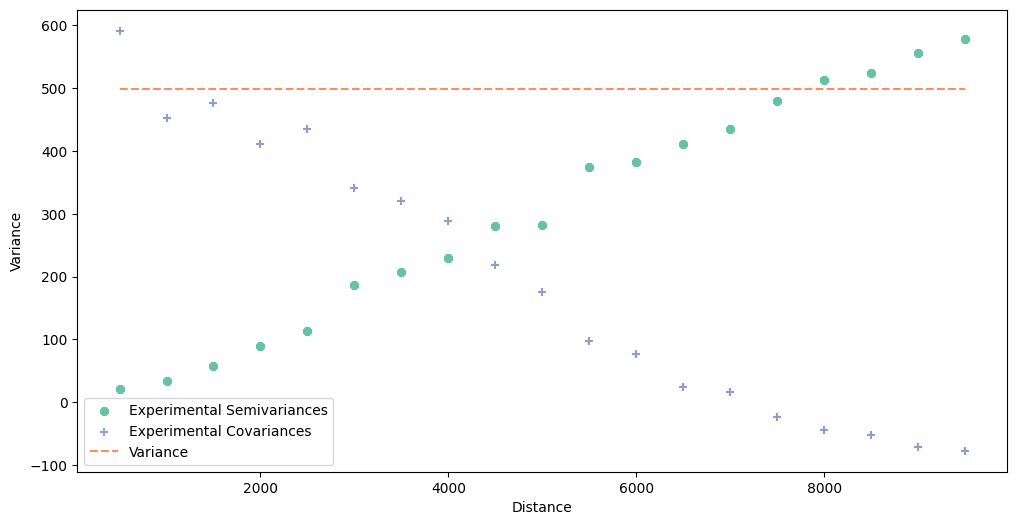 600
500
400
300
200
100
0
−100
Variance
Experimental Semivariances
Experimental Covariances
Variance
2000
4000
6000
8000
Distance